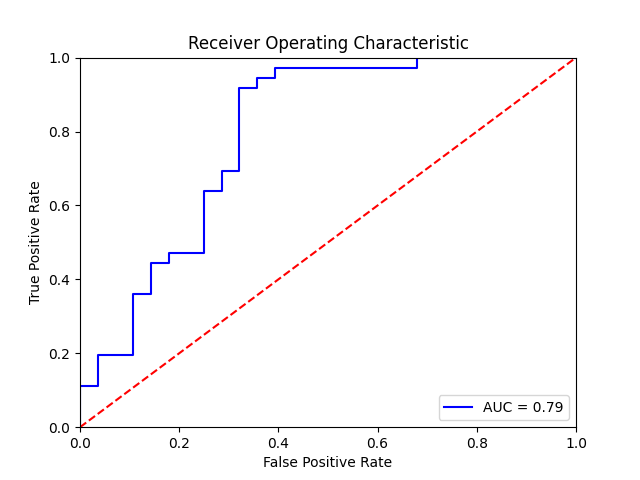 Receiver Operating Characteristic
True Positive Rate
1.0
0.8
0.6
0.4
0.2
0.0
0.0 0.2 0.4 0.6 0.8 1.0
False Positive Rate
AUC = 0.79